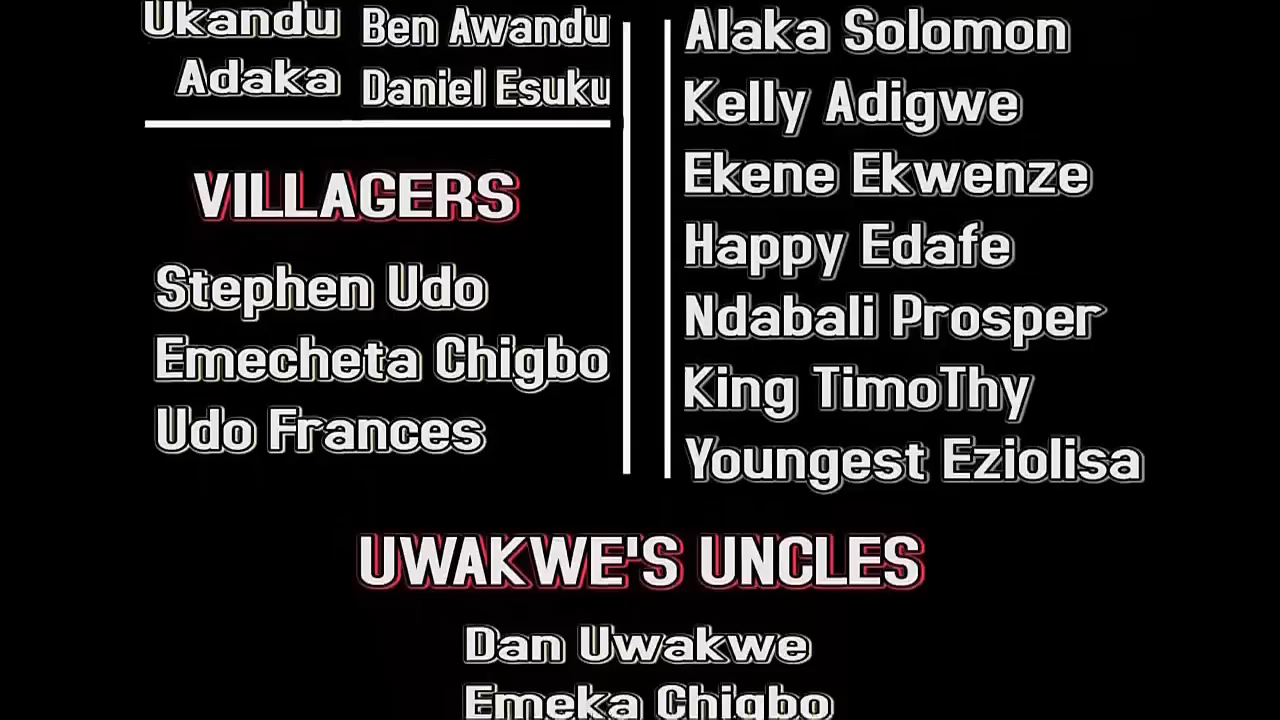 Ukandu Ben Awandu
Adaka Daniel Esuku
VILLAGERS
Stephen Udo
Emecheta Chigbo
Udo Frances
Alaka Solomon
Kelly Adigwe
Ekene Ekwenze
Happy Edafe
Ndabali Prosper
King TimoThy
Youngest Eziolisa
UWAKWE'S UNCLES
Dan Uwakwe
Emeka Chigbo